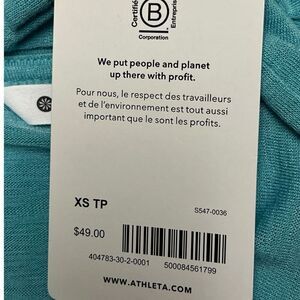 Certifié
B
Entreprise
Corporation
We put people and planet
up there with profit.
Pour nous, le respect des travailleurs
et de l'environnement est tout aussi
important que le sont les profits.
XS TP
S547-0036
$49.00
404783-30-2-0001 500084561799
WWW.ATHLETA.COM